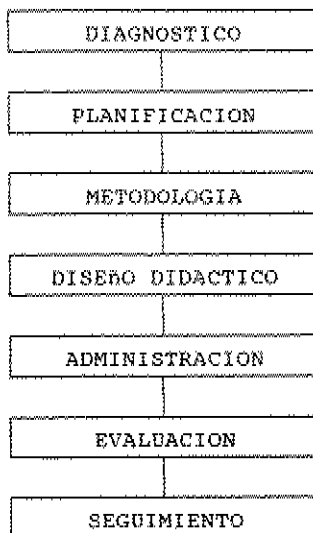 DIAGNOSTICO
PLANIFICACION
METODOLOGIA
DISEñO DIDACTICO
ADMINISTRACION
EVALUACION
SEGUIMIENTO